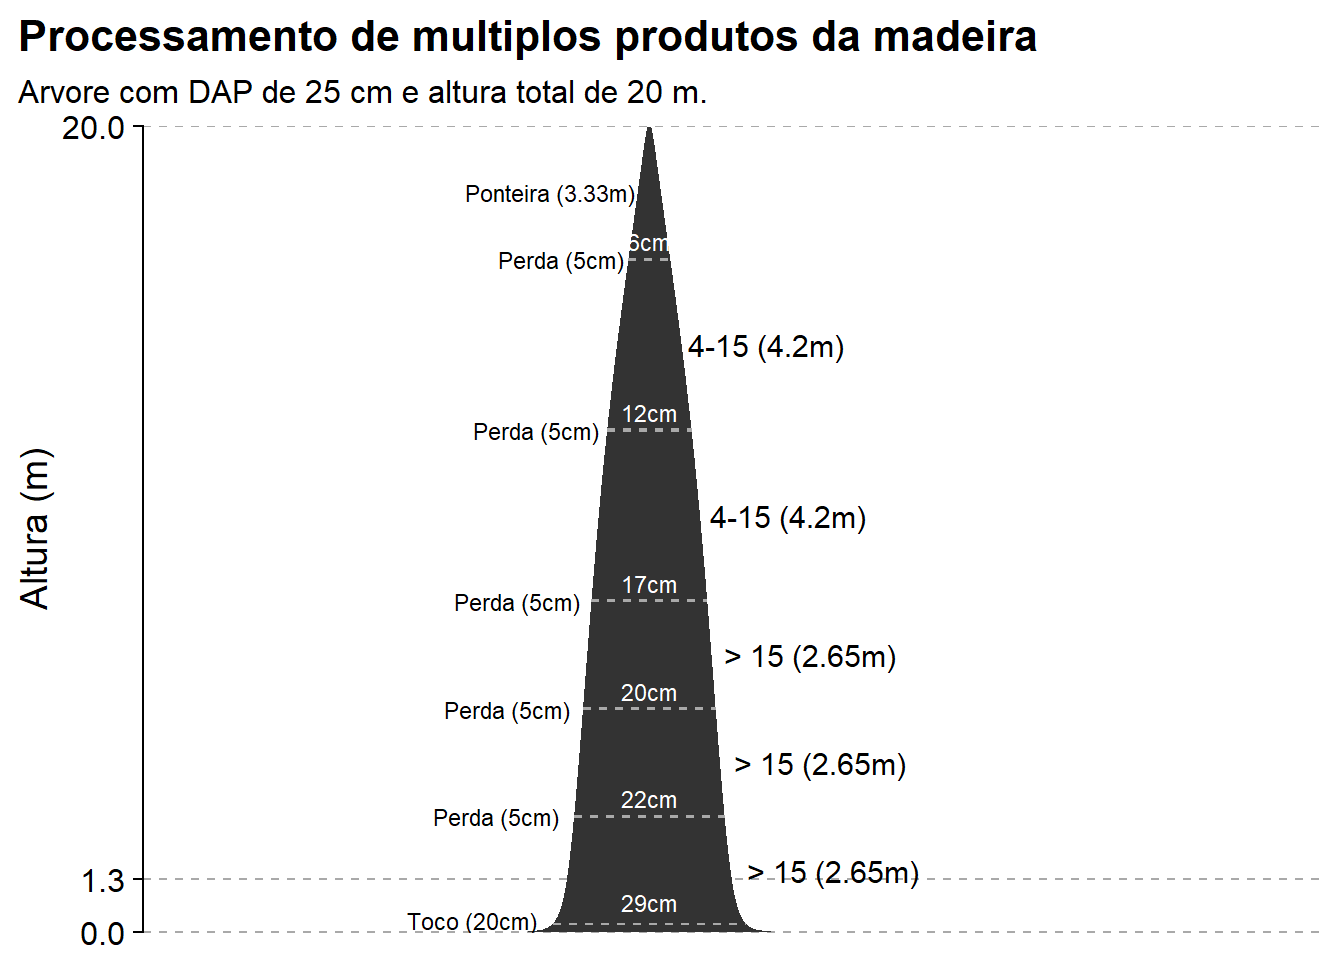 Processamento de multiplos produtos da madeira
Arvore com DAP de 25 cm e altura total de 20 m.
20.0
Ponteira (3.33m)
6cm
Perda (5cm)
4-15 (4.2m)
12cm
Perda (5cm)
Altura (m)
4-15 (4.2m)
17cm
Perda (5cm)
> 15 (2.65m)
20cm
Perda (5cm)
> 15 (2.65m)
22cm
Perda (5cm)
> 15 (2.65m)
1.3
29cm
Toco (20cm)
0.0